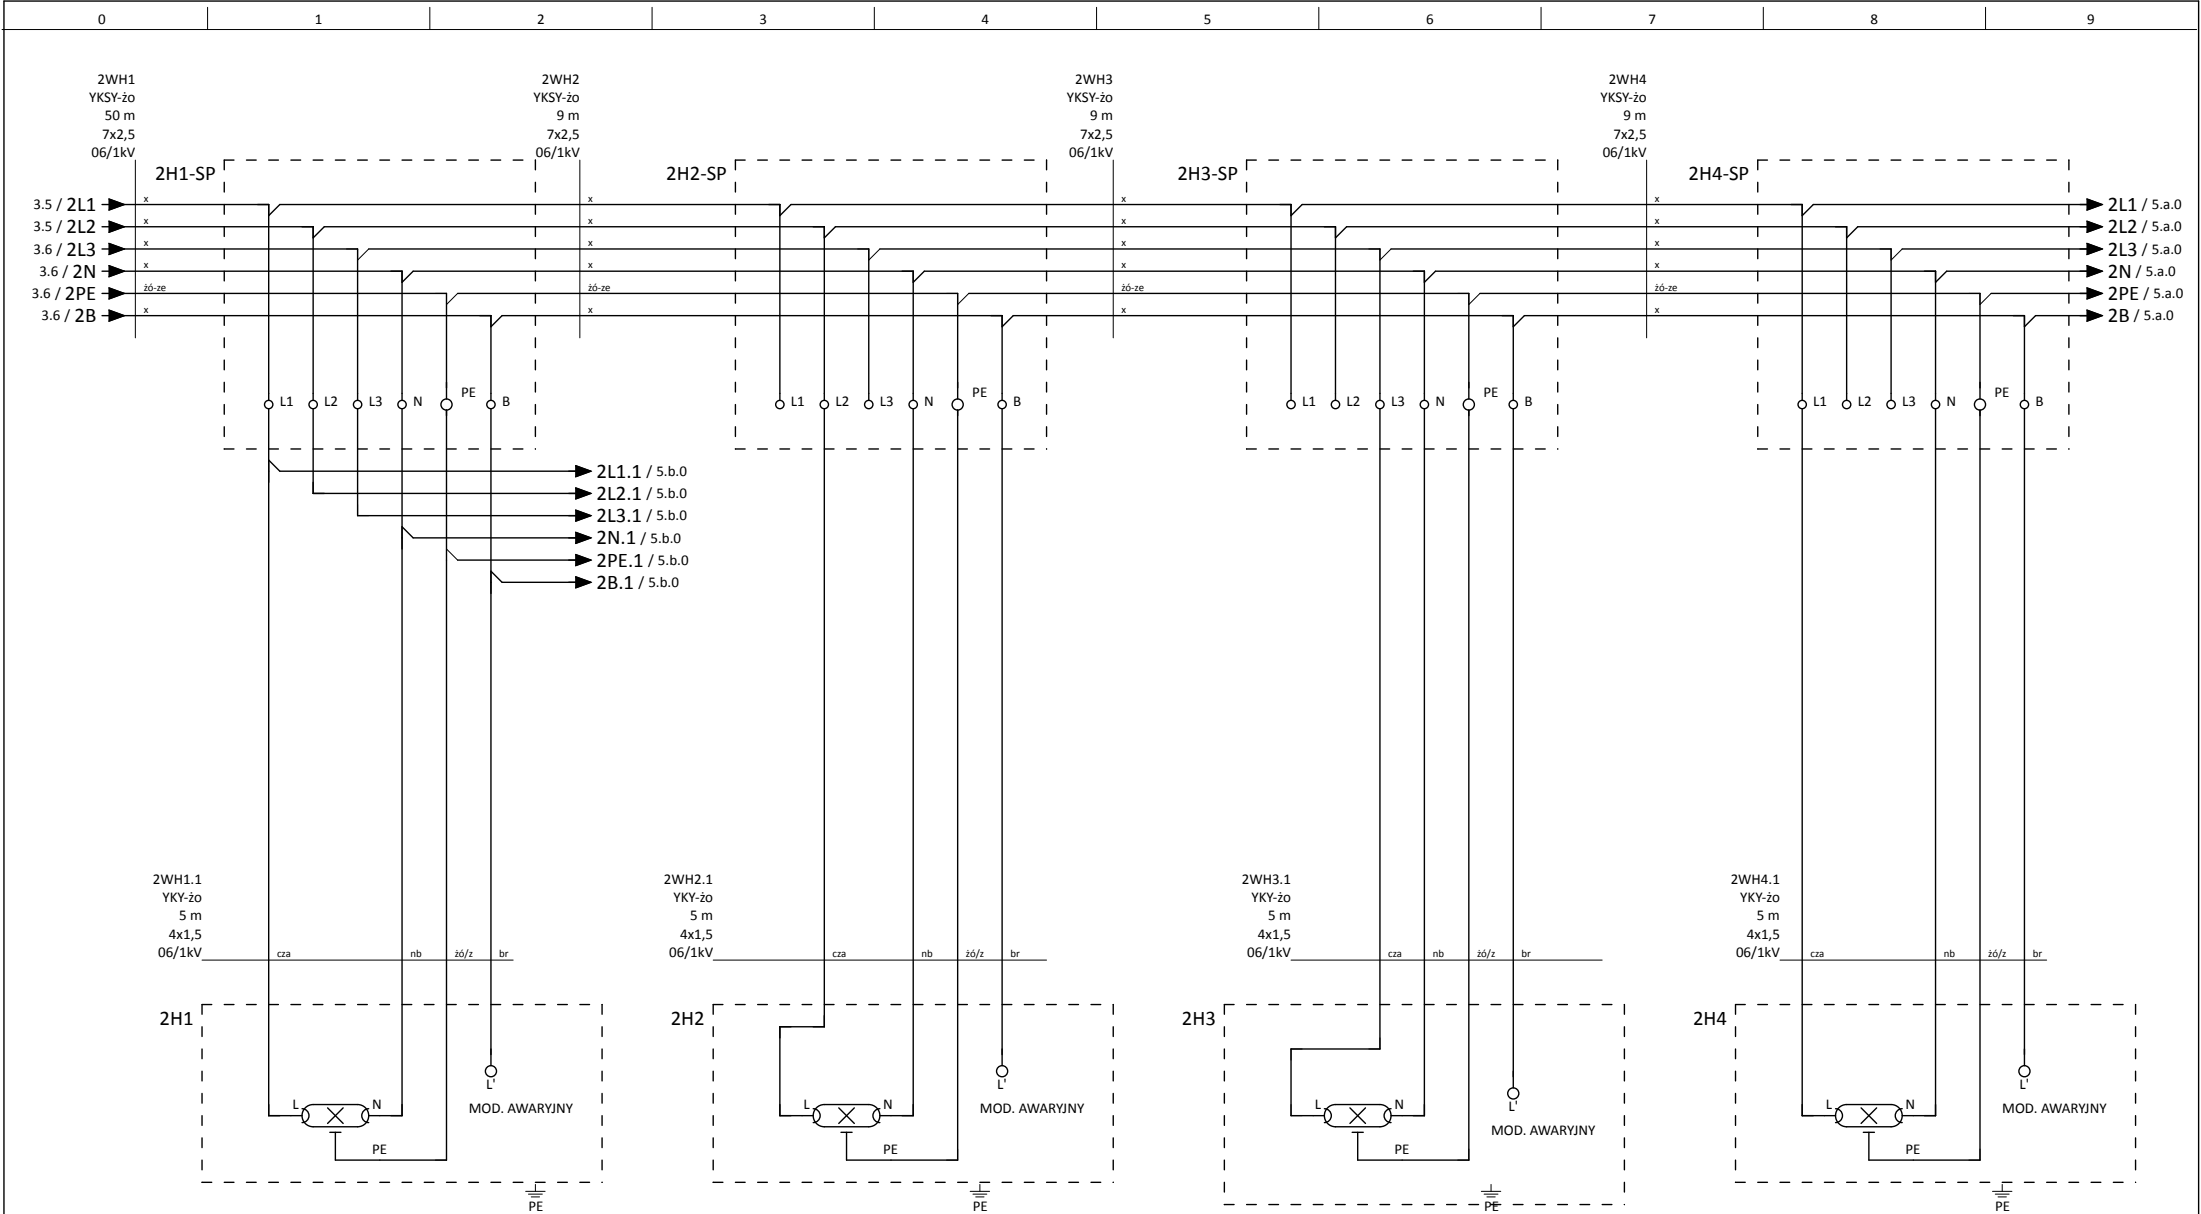 0 1 2 3 4 5 6 7 8 9
2WH1
YKSY-żo
50 m
7x2,5
06/1kV
2WH2
YKSY-żo
9 m
7x2,5
06/1kV
2WH3
YKSY-żo
9 m
7x2,5
06/1kV
2WH4
YKSY-żo
9 m
7x2,5
06/1kV
2H1-SP
2H2-SP
2H3-SP
2H4-SP
3.5 / 2L1 x x x x 2L1 / 5.a.0
3.5 / 2L2 x x x x 2L2 / 5.a.0
3.6 / 2L3 x x x x 2L3 / 5.a.0
3.6 / 2N x x x x 2N / 5.a.0
3.6 / 2PE żó-ze żó-ze żó-ze żó-ze 2PE / 5.a.0
3.6 / 2B x x x x 2B / 5.a.0
L1 L2 L3 N PE B
L1 L2 L3 N PE B
L1 L2 L3 N PE B
L1 L2 L3 N PE B
2L1.1 / 5.b.0
2L2.1 / 5.b.0
2L3.1 / 5.b.0
2N.1 / 5.b.0
2PE.1 / 5.b.0
2B.1 / 5.b.0
2WH1.1
YKY-żo
5 m
4x1,5
06/1kV
cza nb żó/z br
2WH2.1
YKY-żo
5 m
4x1,5
06/1kV
cza nb żó/z br
2WH3.1
YKY-żo
5 m
4x1,5
06/1kV
cza nb żó/z br
2WH4.1
YKY-żo
5 m
4x1,5
06/1kV
cza nb żó/z br
2H1
L N
L'
MOD. AWARYJNY
PE
PE
2H2
L N
L'
MOD. AWARYJNY
PE
PE
2H3
L N
L'
MOD. AWARYJNY
PE
PE
2H4
L N
L'
MOD. AWARYJNY
PE
PE